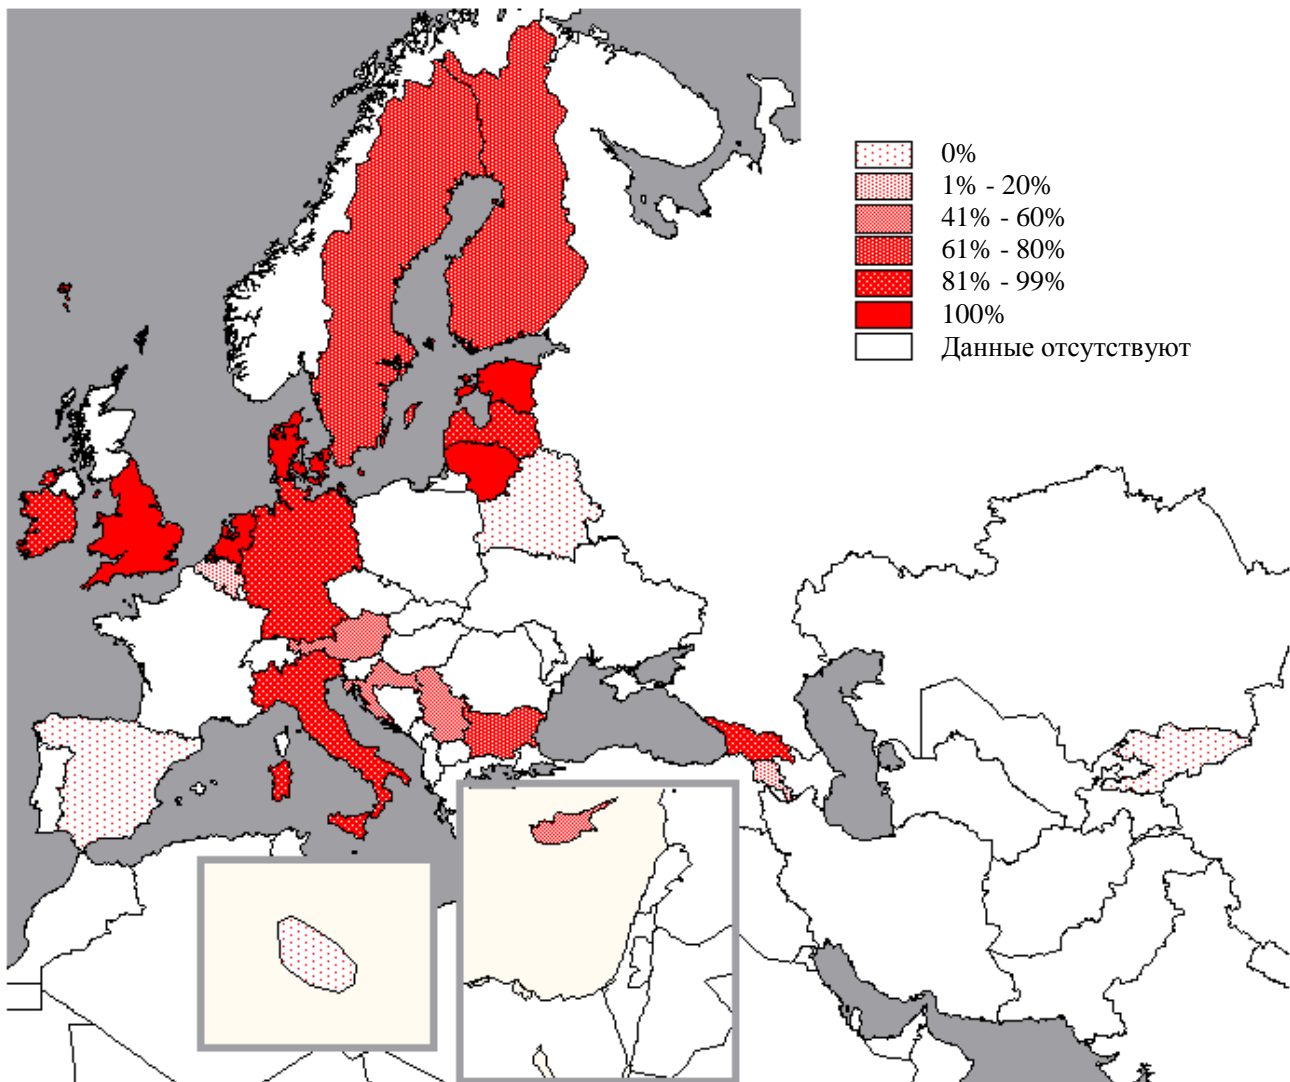 0%
1% - 20%
41% - 60%
61% - 80%
81% - 99%
100%
Данные отсутствуют